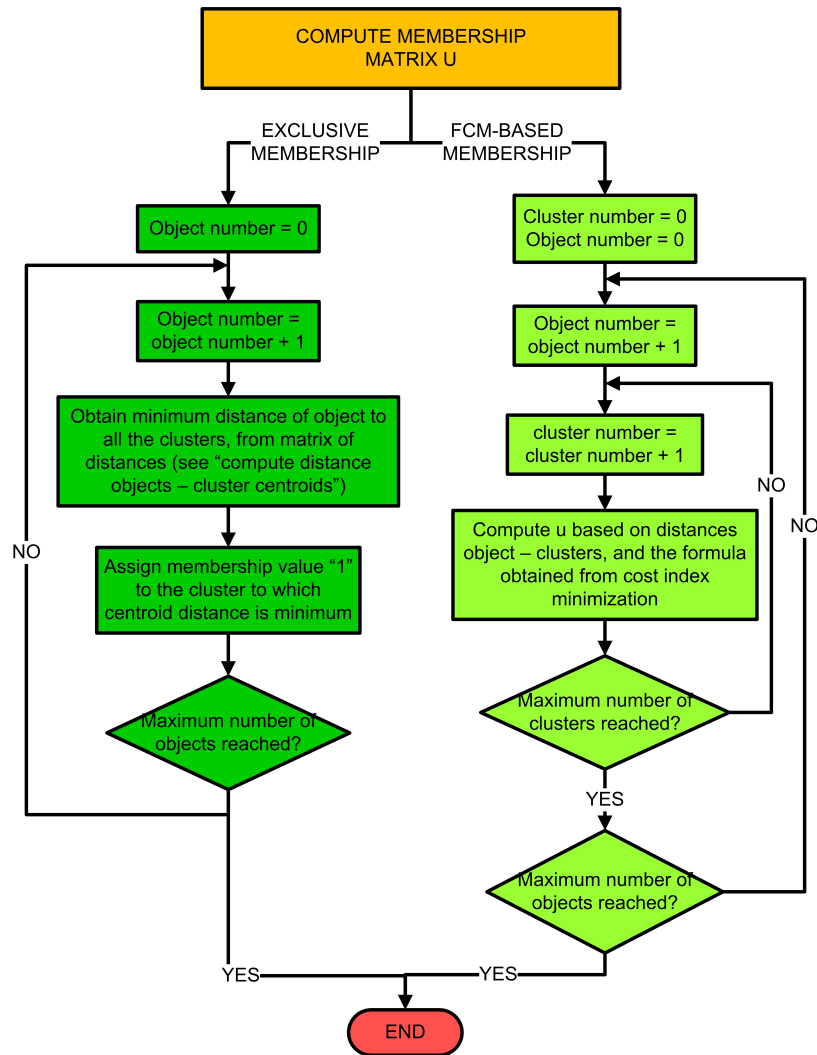 COMPUTE MEMBERSHIP
MATRIX U
EXCLUSIVE
MEMBERSHIP
FCM-BASED
MEMBERSHIP
Object number = 0
Object number =
object number + 1
Obtain minimum distance of object to
all the clusters, from matrix of
distances (see “compute distance
objects – cluster centroids”)
NO
Assign membership value “1”
to the cluster to which
centroid distance is minimum
Maximum number of
objects reached?
YES
Cluster number = 0
Object number = 0
Object number =
object number + 1
cluster number =
cluster number + 1
NO
NO
Compute u based on distances
object – clusters, and the formula
obtained from cost index
minimization
Maximum number of
clusters reached?
YES
Maximum number of
objects reached?
YES
END